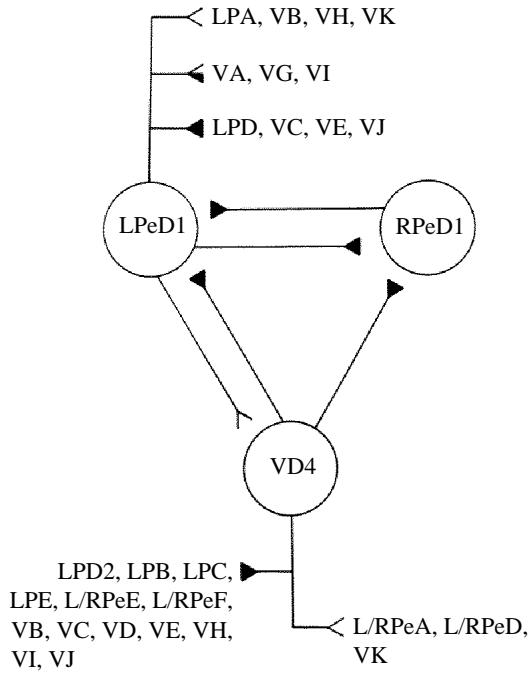 LPA, VB, VH, VK
VA, VG, VI
LPD, VC, VE, VJ
LPeD1
RPeD1
VD4
LPD2, LPB, LPC,
LPE, L/RPeE, L/RPeF,
VB, VC, VD, VE, VH,
VI, VJ
L/RPeA, L/RPeD,
VK